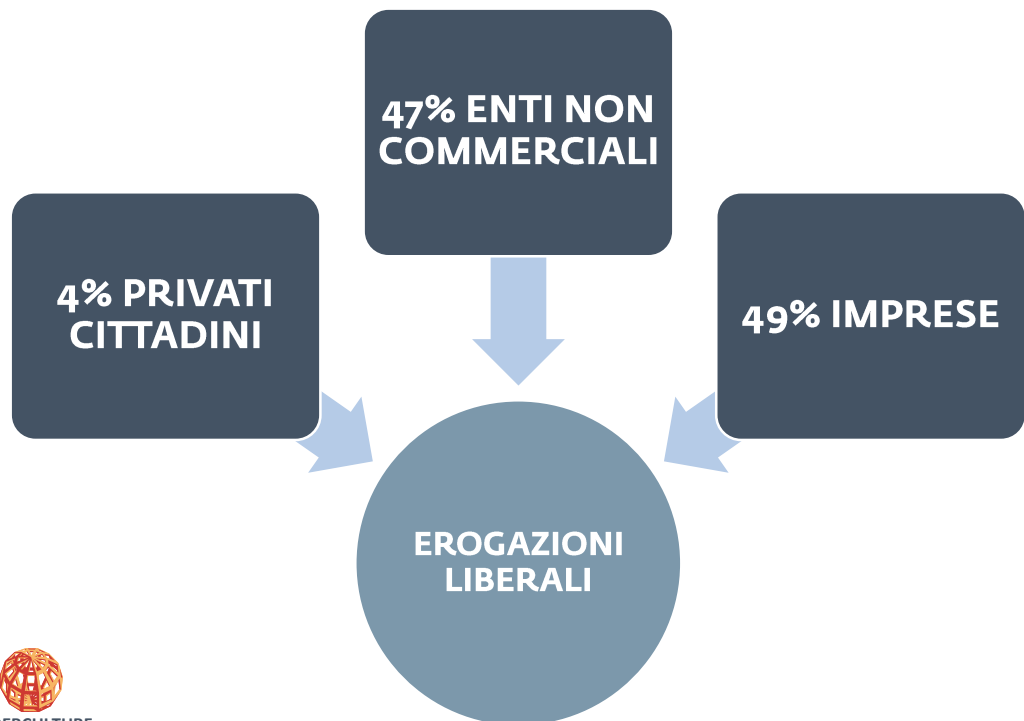 47% ENTI NON
COMMERCIALI
4% PRIVATI
CITTADINI
49% IMPRESE
EROGAZIONI
LIBERALI